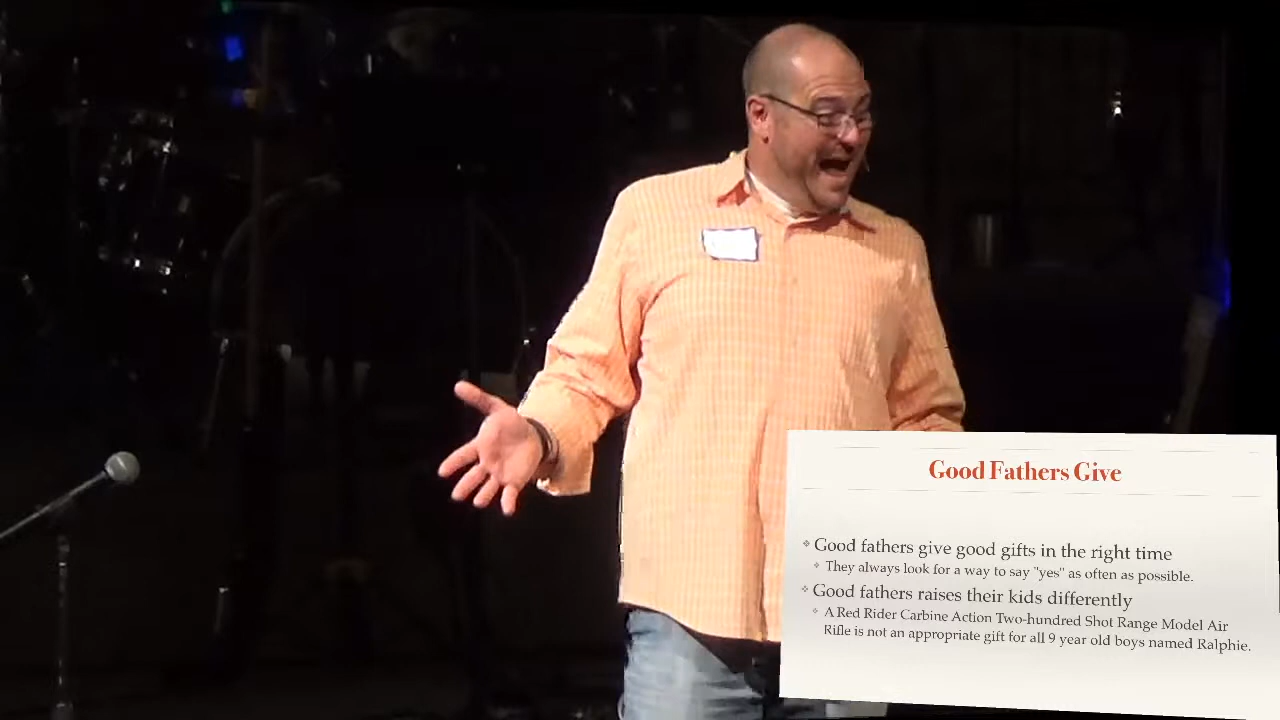 Good Fathers Give
Good fathers give good gifts in the right time
They always look for a way to say "yes" as often as possible.
Good fathers raises their kids differently
A Red Rider Carbine Action Two-hundred Shot Range Model Air
Rifle is not an appropriate gift for all 9 year old boys named Ralphie.